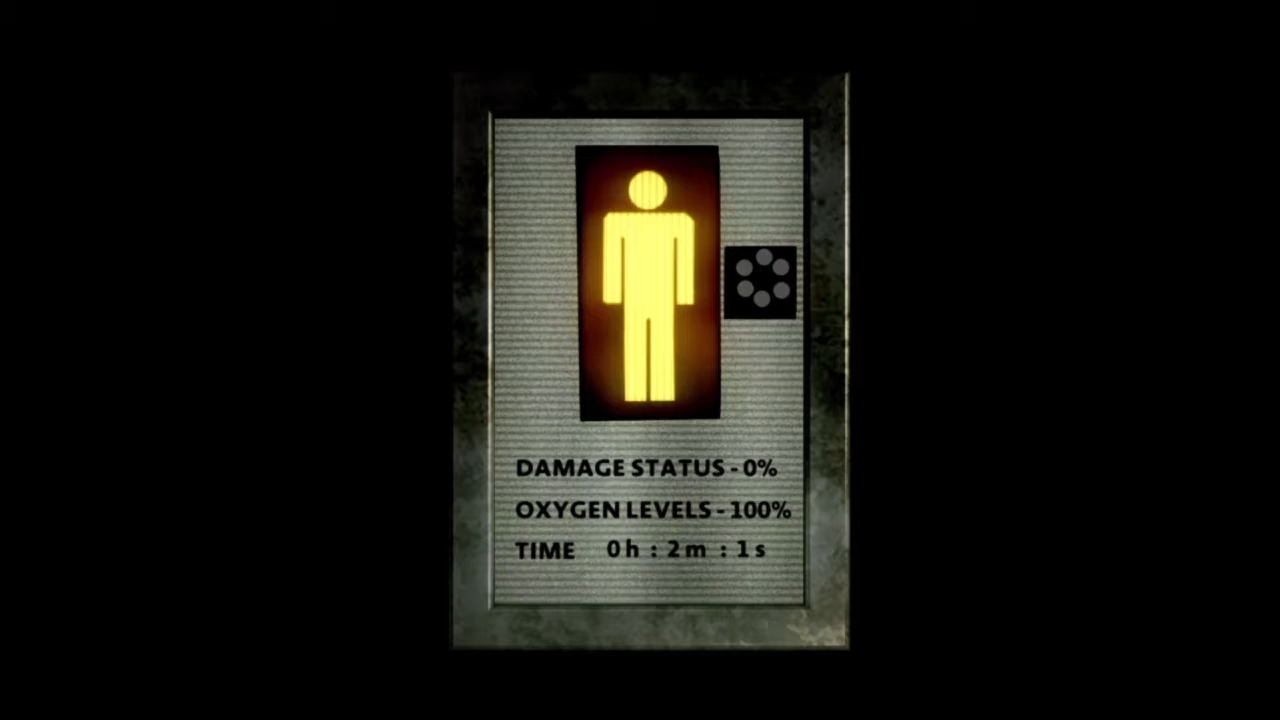 DAMAGE STATUS - 0%
OXYGEN LEVELS - 100%
TIME 0h : 2m : 1s